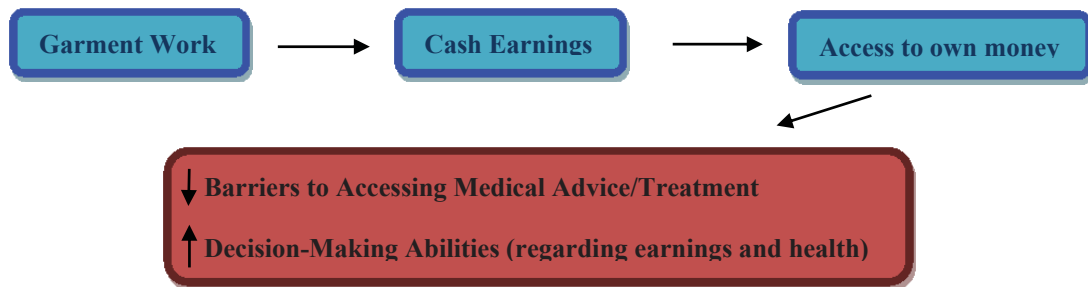 Garment Work
Cash Earnings
Access to own money
Barriers to Accessing Medical Advice/Treatment
Decision-Making Abilities (regarding earnings and health)